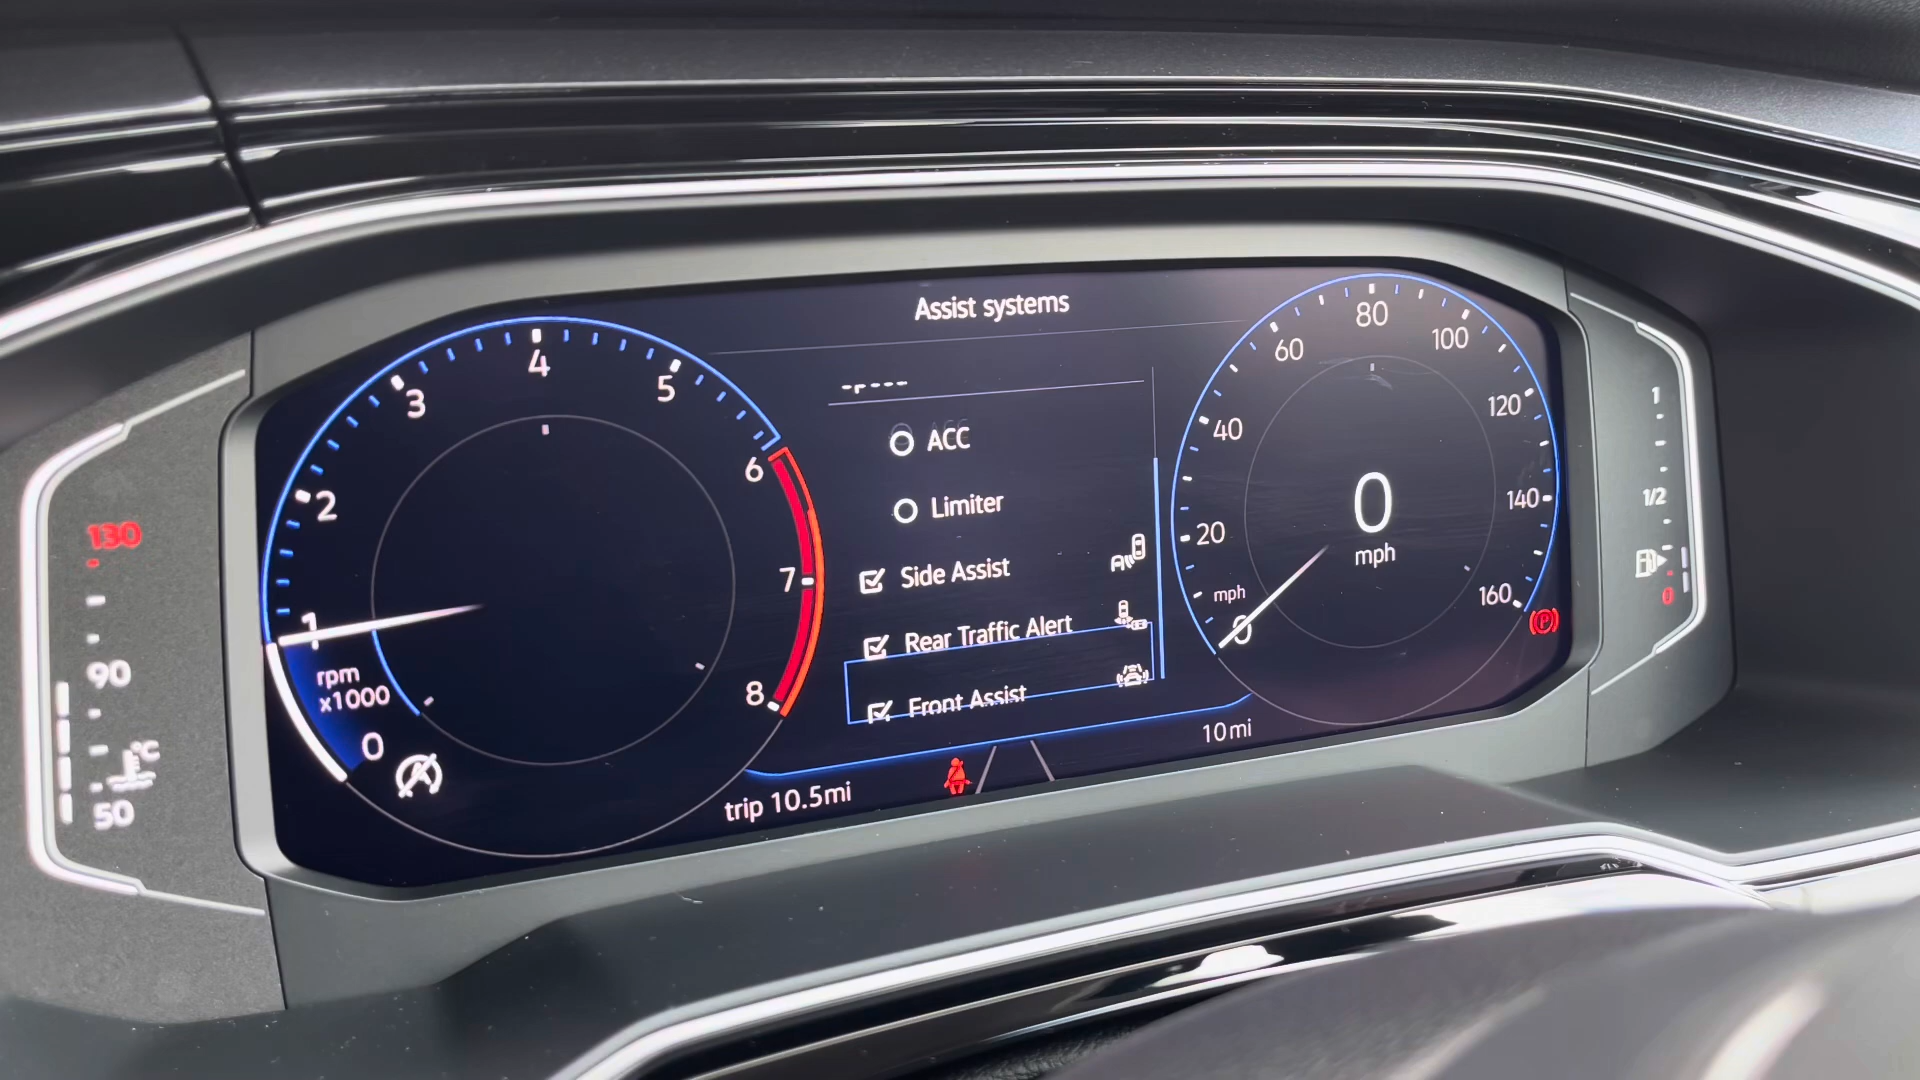 Assist systems
ACC
Limiter
Side Assist
Rear Traffic Alert
Front Assist
trip 10.5mi
10mi
0
1
2
3
4
5
6
7
8
rpm
x1000
0
20
40
60
80
100
120
140
160
mph
0
mph
130
90
50
°C
1
1/2
0
A
P